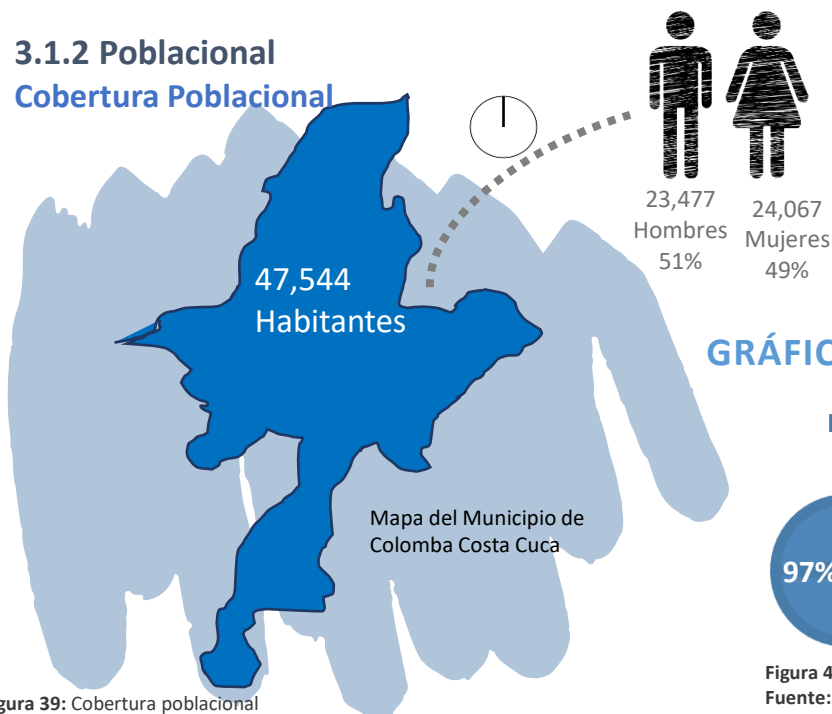 3.1.2 Poblacional
Cobertura Poblacional
23,477
Hombres
51%
24,067
Mujeres
49%
47,544
Habitantes
GRÁFIC
Mapa del Municipio de
Colomba Costa Cuca
97%
Figura 4
Fuente:
gura 39: Cobertura poblacional